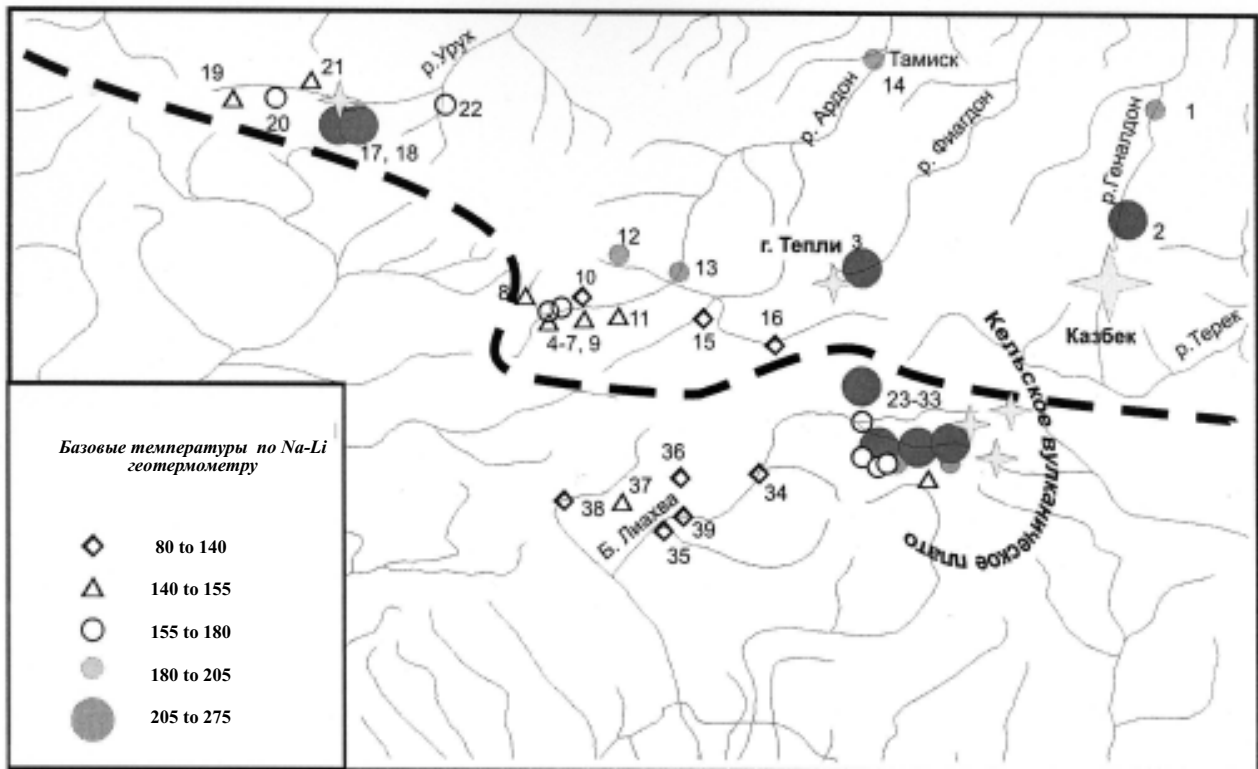 19
21
р.Урух
20
22
17, 18
Тамиск
14
р. Ардон
р. Фиагдон
1
р.Геналдон
2
г. Тепли
3
12
13
10
8
11
4-7, 9
15
16
Казбек
р.Терек
Кельское вулканическое плато
23-33
36
37
34
38
39
Б. Лиахва
35
Базовые температуры по Na-Li
геотермометру
80 to 140
140 to 155
155 to 180
180 to 205
205 to 275